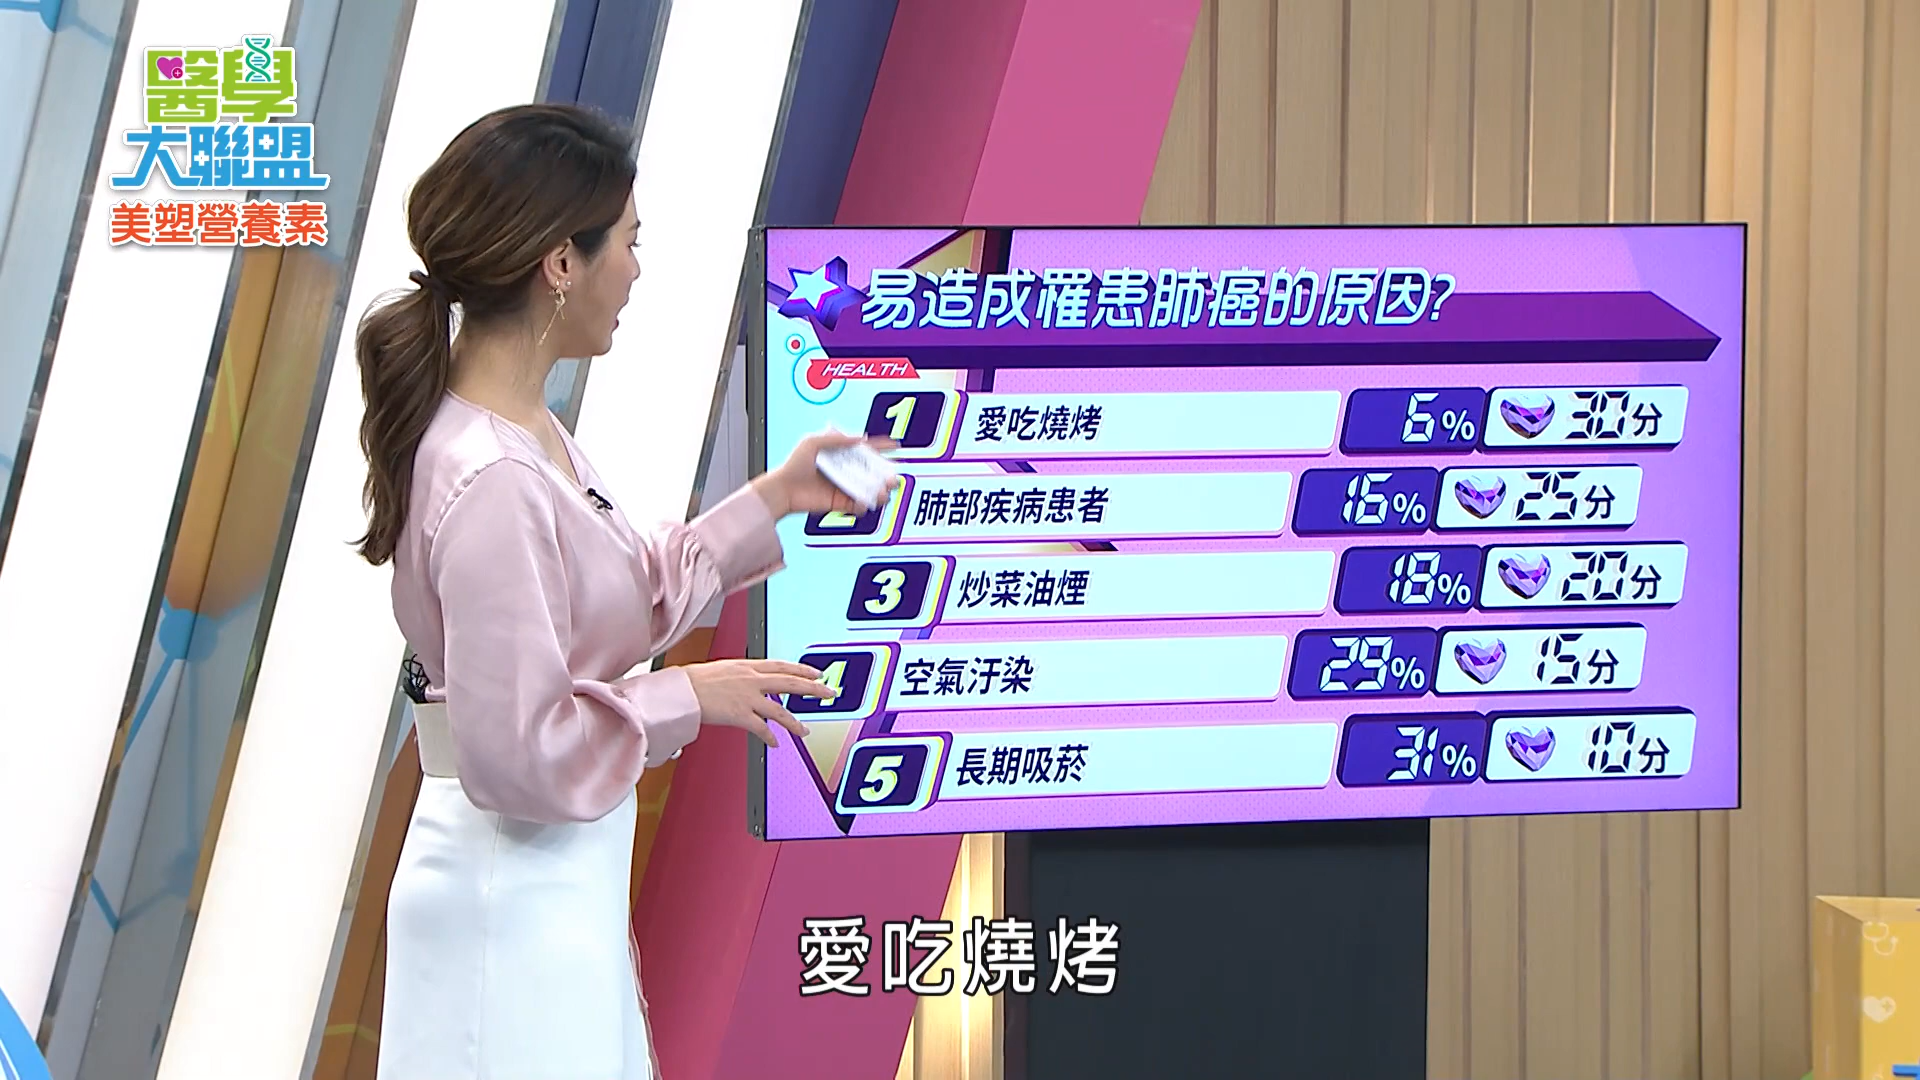 醫學
大聯盟
美塑營養素
易造成罹患肺癌的原因?
HEALTH
1 愛吃燒烤 6% 30分
2 肺部疾病患者 16% 25分
3 炒菜油煙 18% 20分
4 空氣汙染 29% 15分
5 長期吸菸 31% 10分
愛吃燒烤